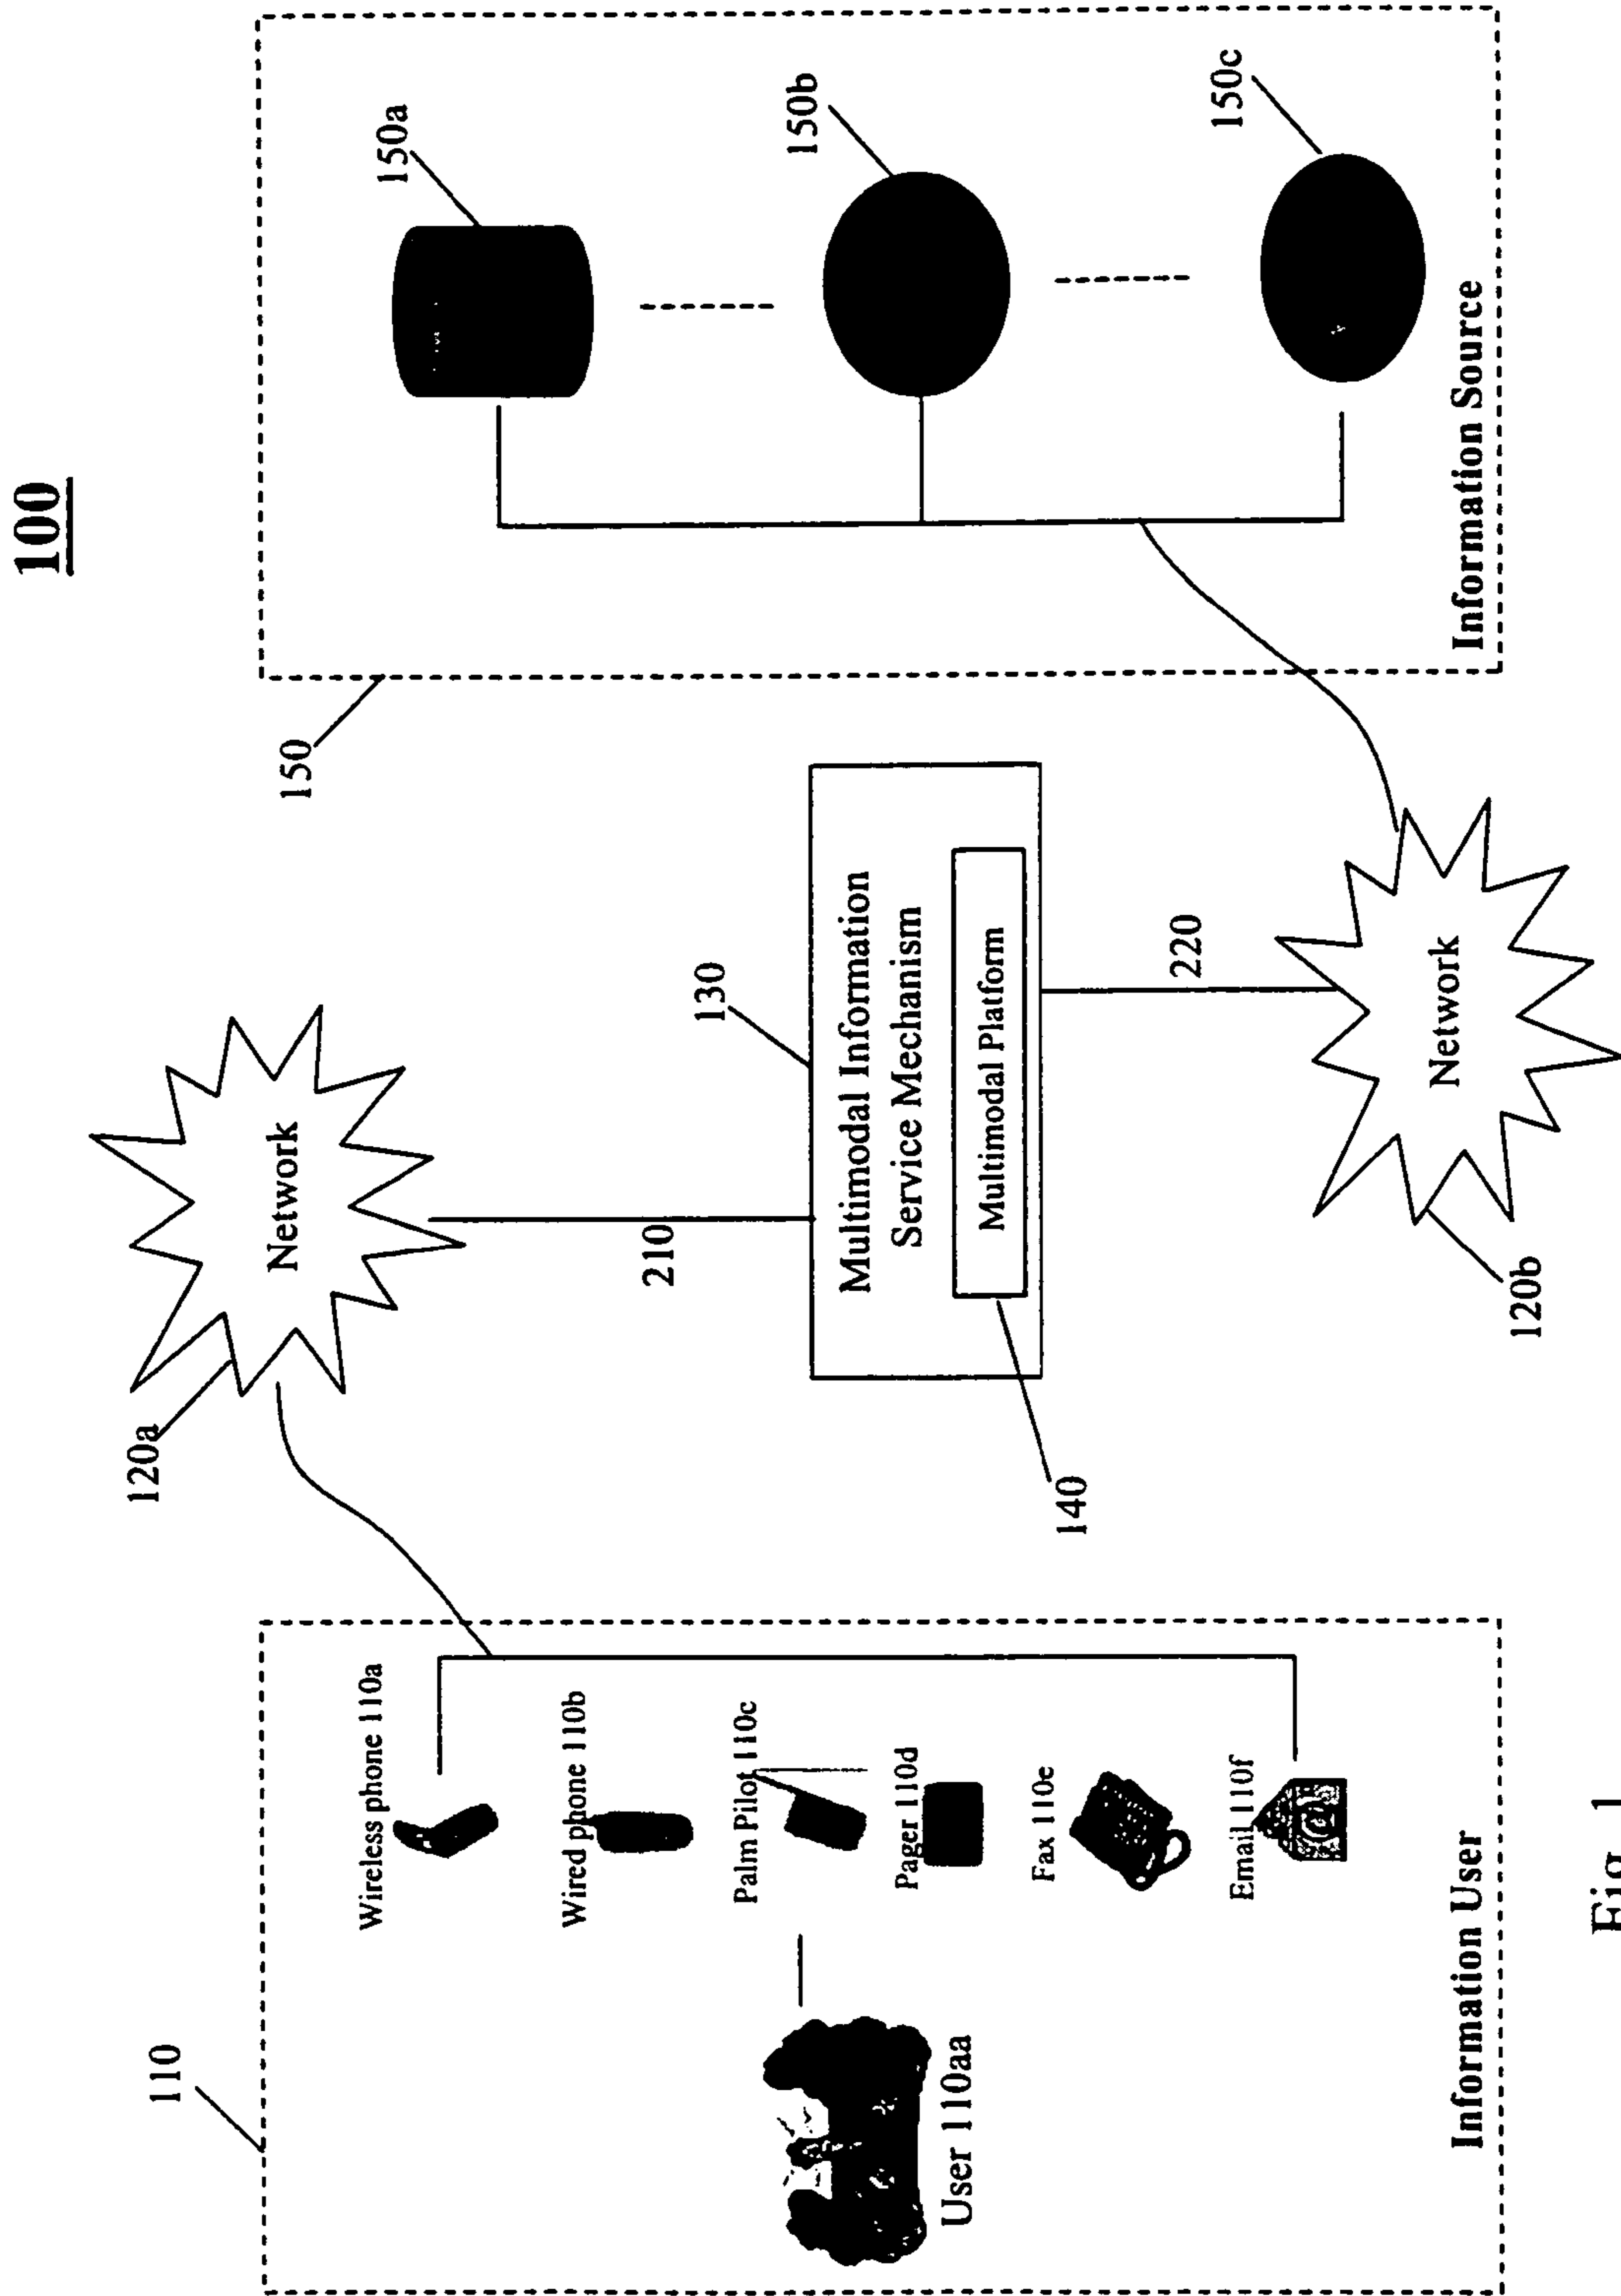 100
110
User 110aa
Wireless phone 110a
Wired phone 110b
Palm Pilot 110c
Pager 110d
Fax 110e
Email 110f
@
Information User
120a
Network
210
130
Multimodal Information
Service Mechanism
Multimodal Platform
140
220
Network
120b
150
150a
150b
150c
Information Source
Fig. 1